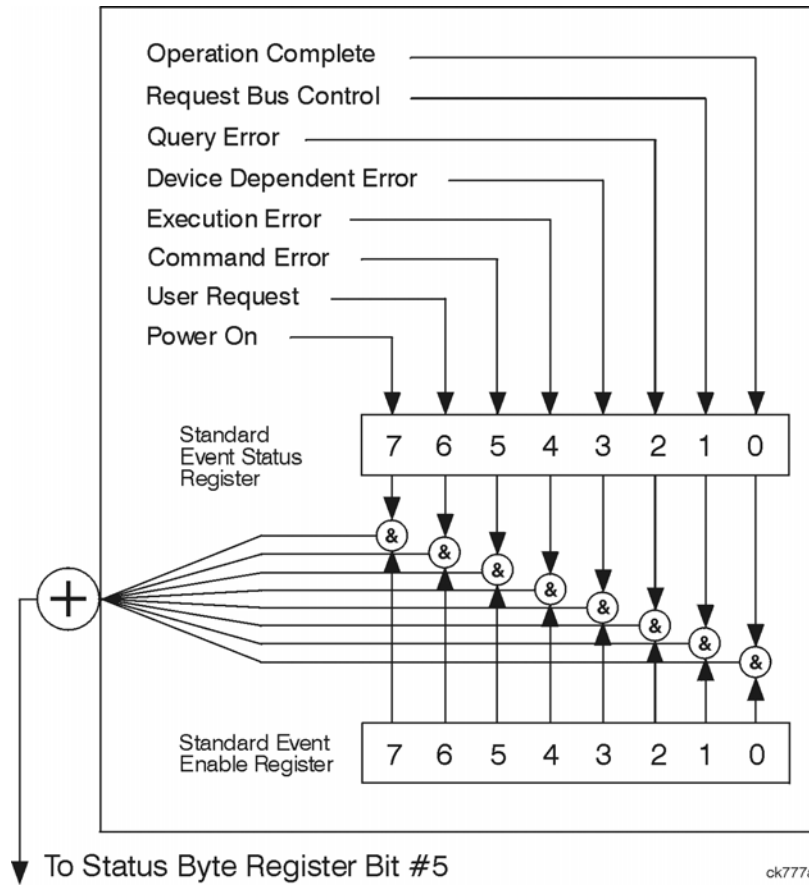 Operation Complete
Request Bus Control
Query Error
Device Dependent Error
Execution Error
Command Error
User Request
Power On
Standard
Event Status
Register
7 6 5 4 3 2 1 0
&
&
&
&
&
&
&
&
+
Standard Event
Enable Register
7 6 5 4 3 2 1 0
To Status Byte Register Bit #5